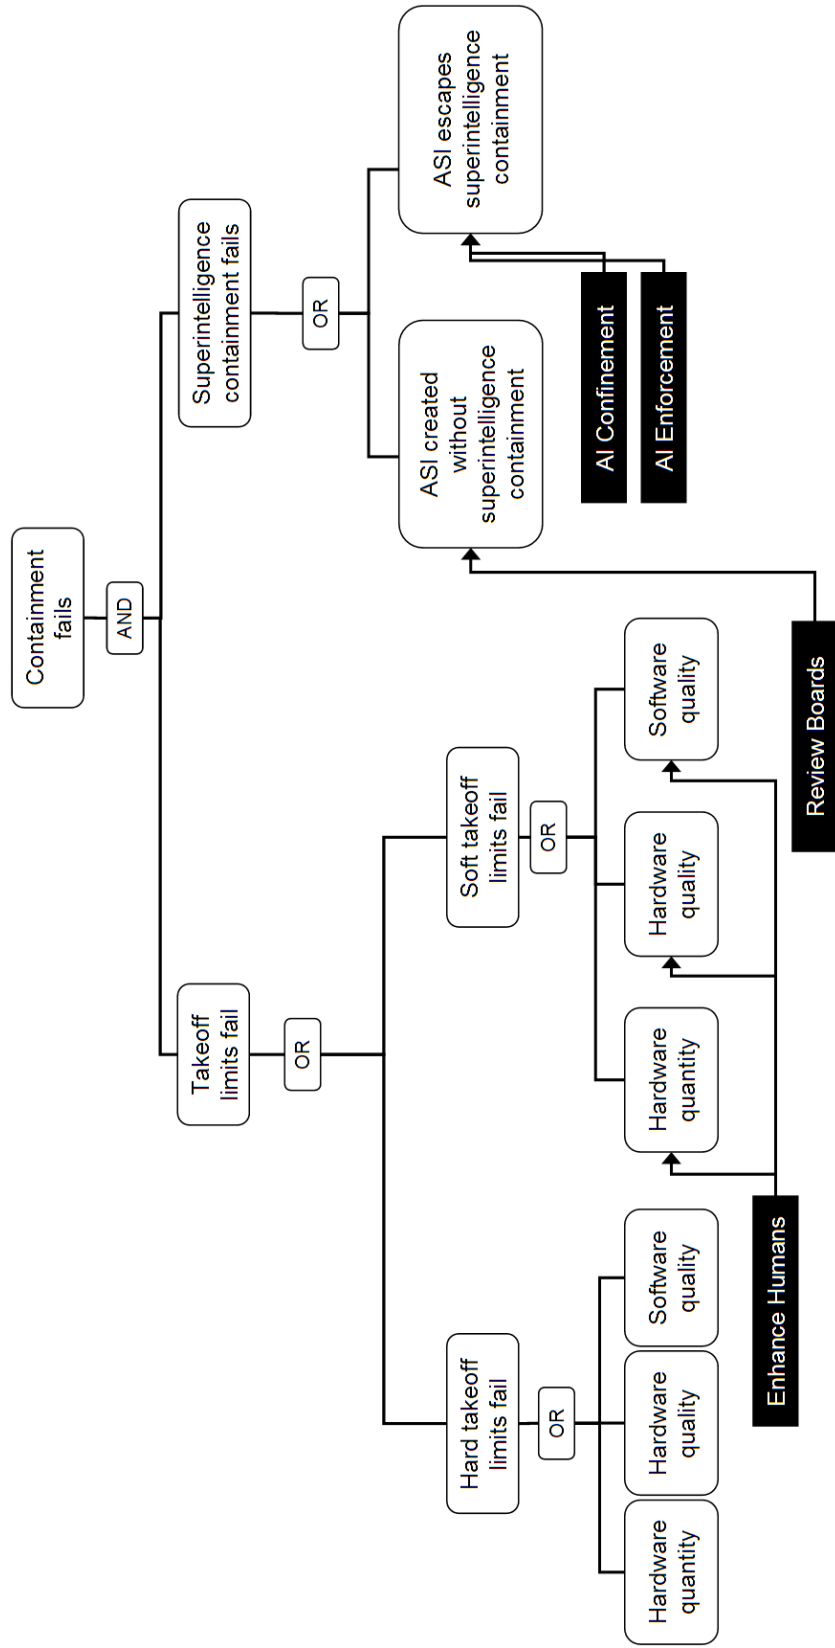 Containment
fails
AND
Takeoff
limits fail
Superintelligence
containment fails
OR
OR
Hard takeoff
limits fail
Soft takeoff
limits fail
ASI created
without
superintelligence
containment
ASI escapes
superintelligence
containment
OR
OR
Hardware
quantity
Hardware
quality
Software
quality
Hardware
quantity
Hardware
quality
Software
quality
AI Confinement
AI Enforcement
Enhance Humans
Review Boards